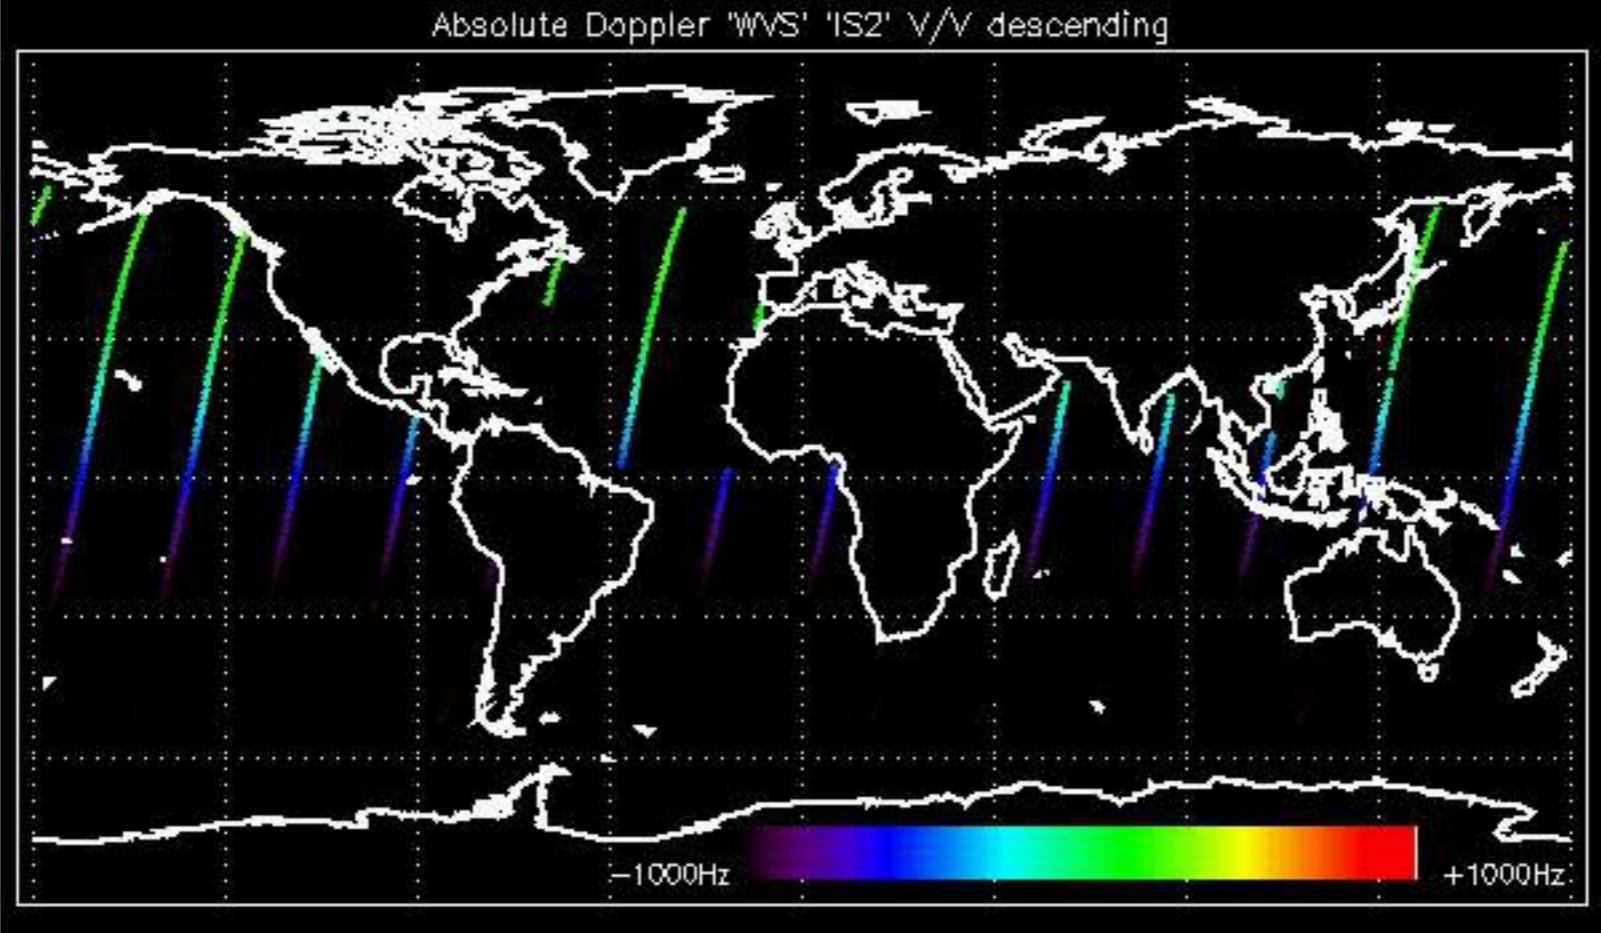 Absolute Doppler 'WVS' 'IS2' V/V descending
-1000Hz
+1000Hz